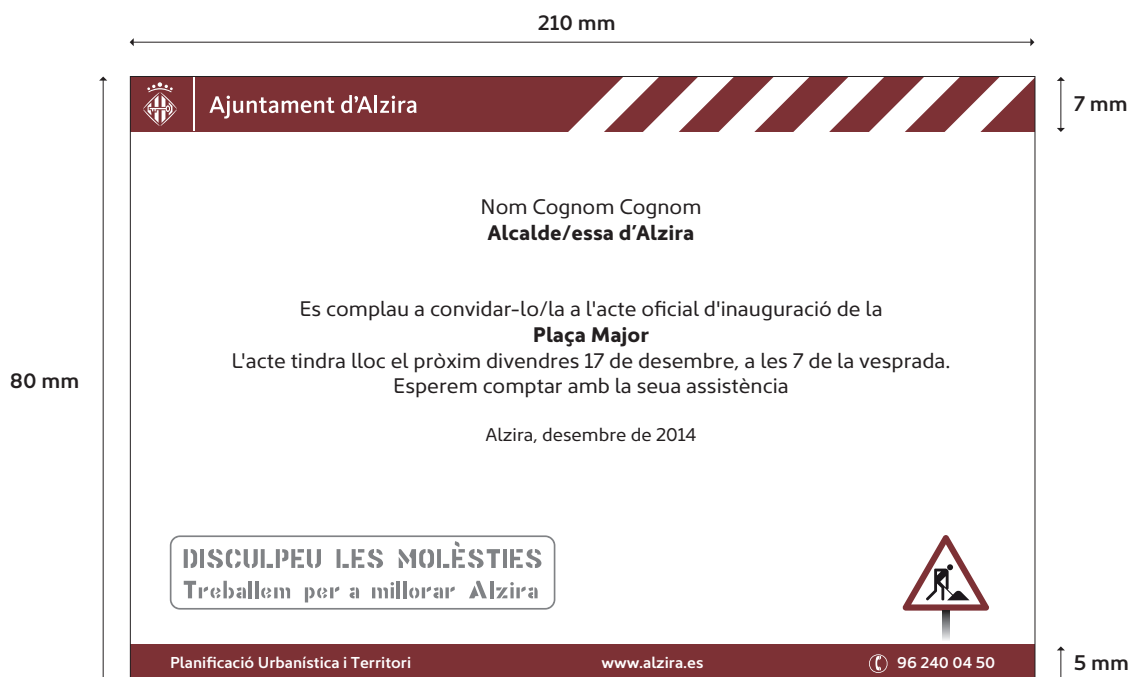 210 mm
Ajuntament d'Alzira
7 mm
Nom Cognom Cognom
Alcalde/essa d'Alzira
Es complau a convidar-lo/la a l'acte oficial d'inauguració de la
Plaça Major
L'acte tindra lloc el pròxim divendres 17 de desembre, a les 7 de la vesprada.
80 mm
Esperem comptar amb la seua assistència
Alzira, desembre de 2014
DISCULPEU LES MOLÈSTIES
Treballem per a millorar Alzira
Planificació Urbanística i Territori www.alzira.es 96 240 04 50
5 mm